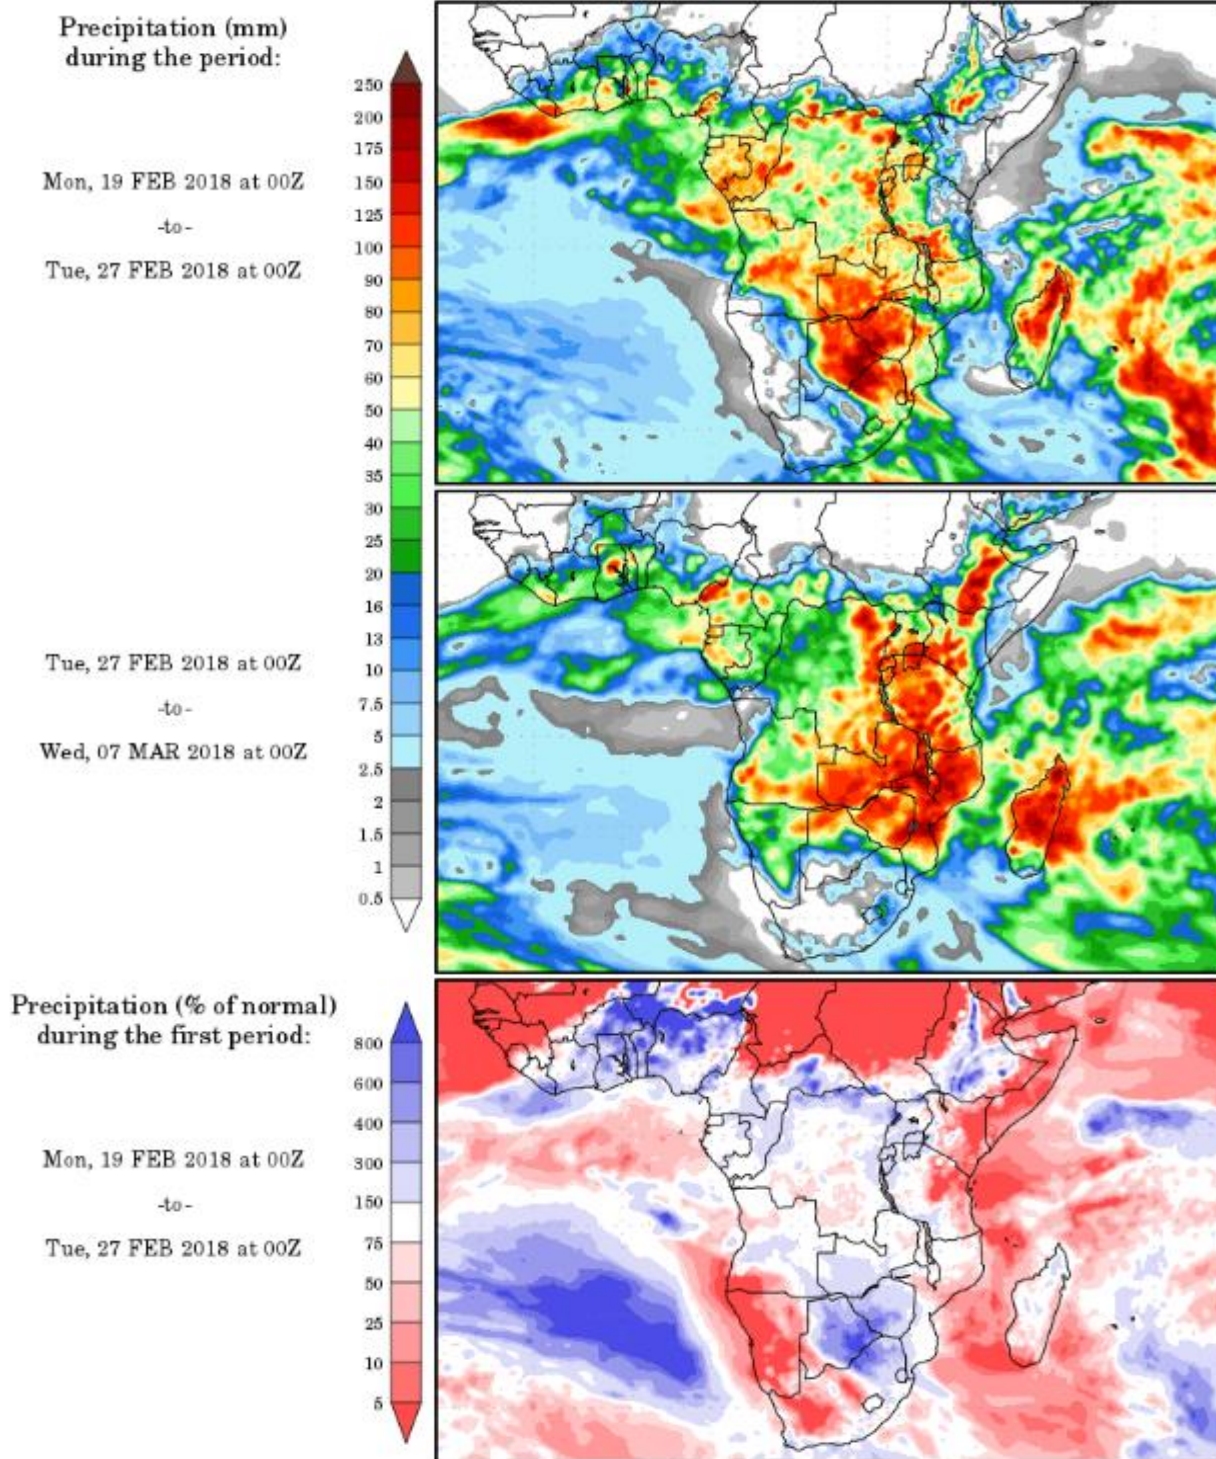 Precipitation (mm)
during the period:
Mon, 19 FEB 2018 at 00Z
-to-
Tue, 27 FEB 2018 at 00Z
250
200
175
150
125
100
90
80
70
60
50
40
35
30
25
20
16
13
10
7.5
5
2.5
2
1.5
1
0.5
Tue, 27 FEB 2018 at 00Z
-to-
Wed, 07 MAR 2018 at 00Z
Precipitation (% of normal)
during the first period:
Mon, 19 FEB 2018 at 00Z
-to-
Tue, 27 FEB 2018 at 00Z
800
600
400
300
150
75
50
25
10
5